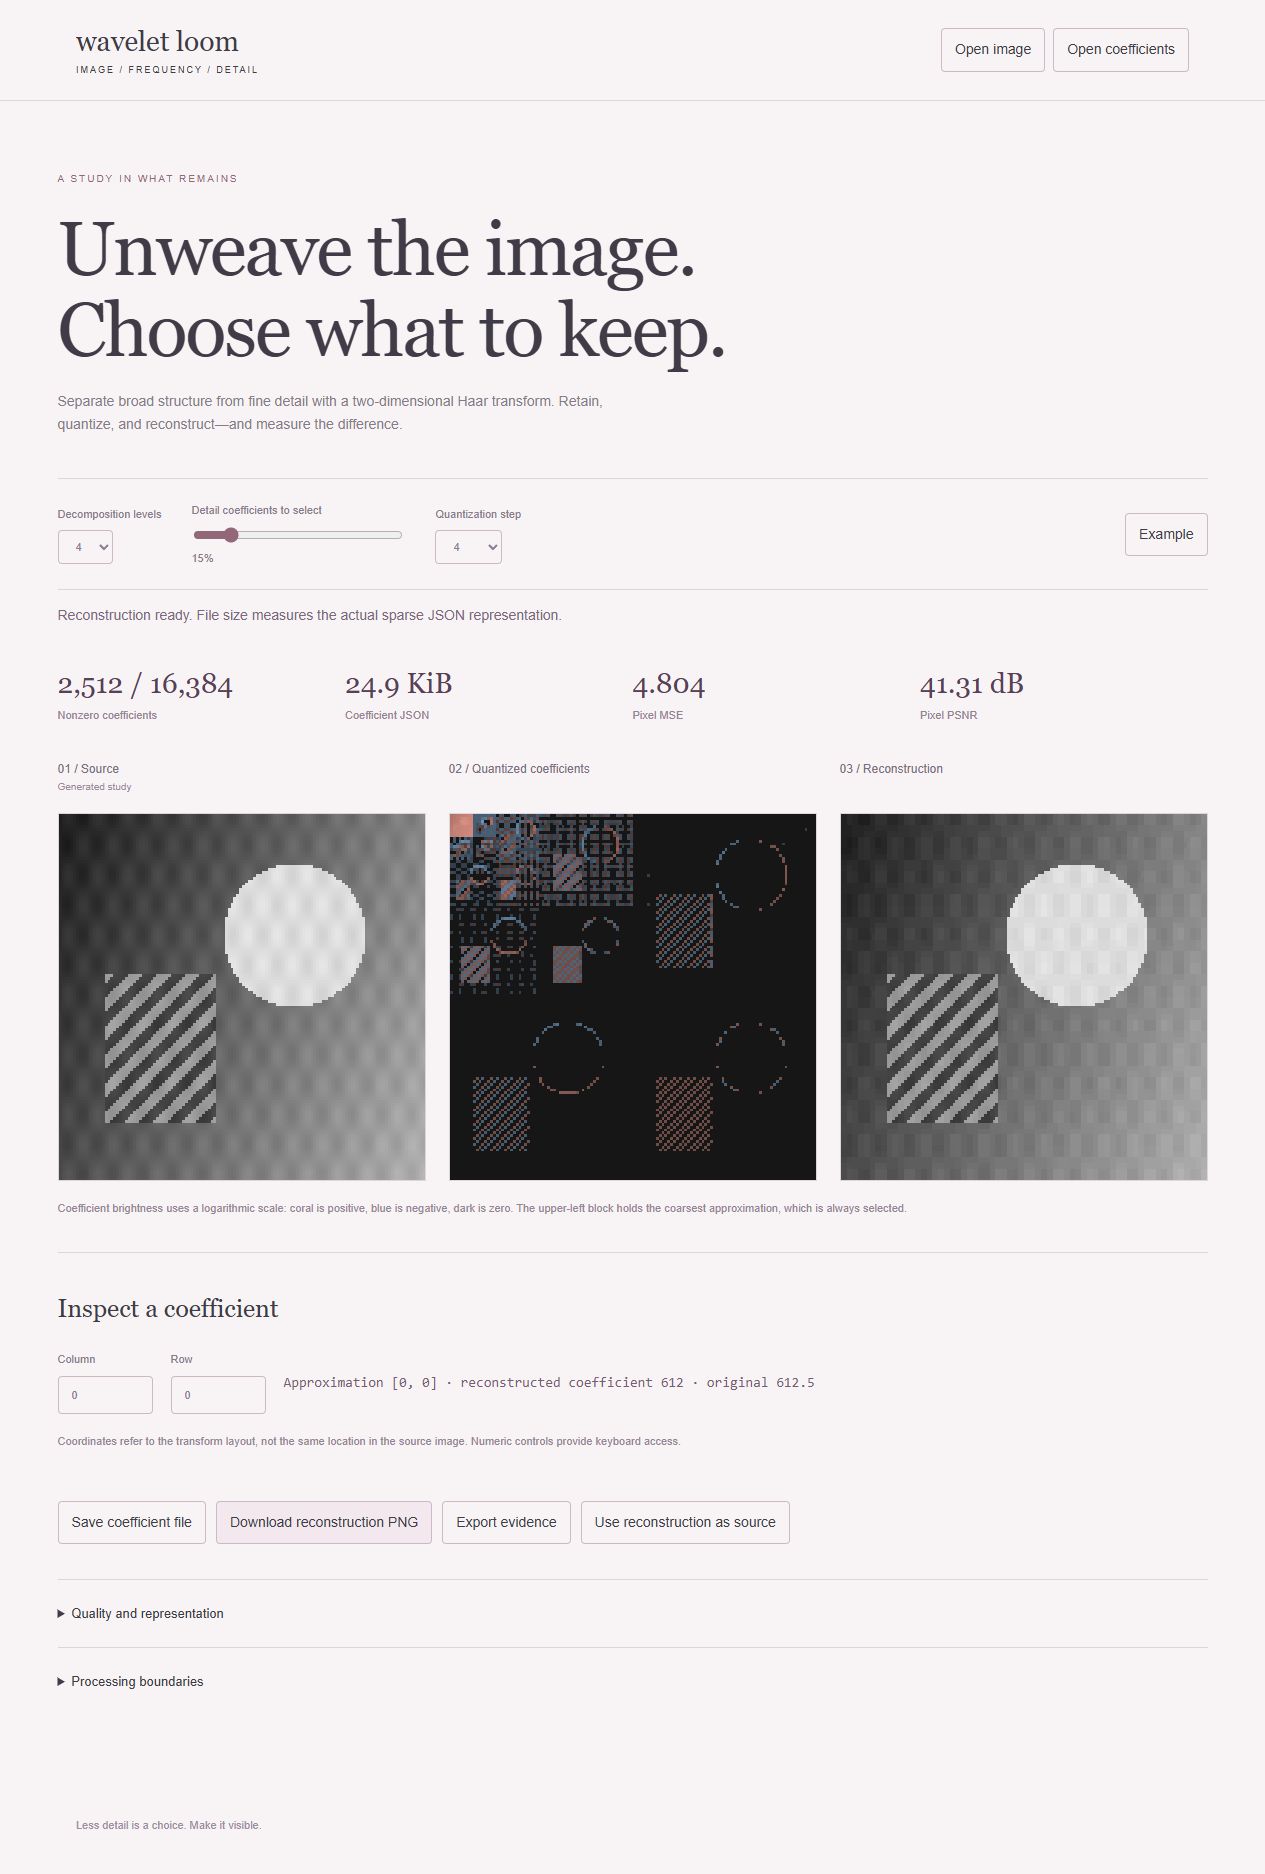 wavelet loom
IMAGE / FREQUENCY / DETAIL
Open image
Open coefficients
A STUDY IN WHAT REMAINS
Unweave the image.
Choose what to keep.
Separate broad structure from fine detail with a two-dimensional Haar transform. Retain,
quantize, and reconstruct—and measure the difference.
Decomposition levels
4
Detail coefficients to select
15%
Quantization step
4
Example
Reconstruction ready. File size measures the actual sparse JSON representation.
2,512 / 16,384
Nonzero coefficients
24.9 KiB
Coefficient JSON
4.804
Pixel MSE
41.31 dB
Pixel PSNR
01 / Source
Generated study
02 / Quantized coefficients
03 / Reconstruction
Coefficient brightness uses a logarithmic scale: coral is positive, blue is negative, dark is zero. The upper-left block holds the coarsest approximation, which is always selected.
Inspect a coefficient
Column
0
Row
0
Approximation [0, 0] · reconstructed coefficient 612 · original 612.5
Coordinates refer to the transform layout, not the same location in the source image. Numeric controls provide keyboard access.
Save coefficient file
Download reconstruction PNG
Export evidence
Use reconstruction as source
Quality and representation
Processing boundaries
Less detail is a choice. Make it visible.